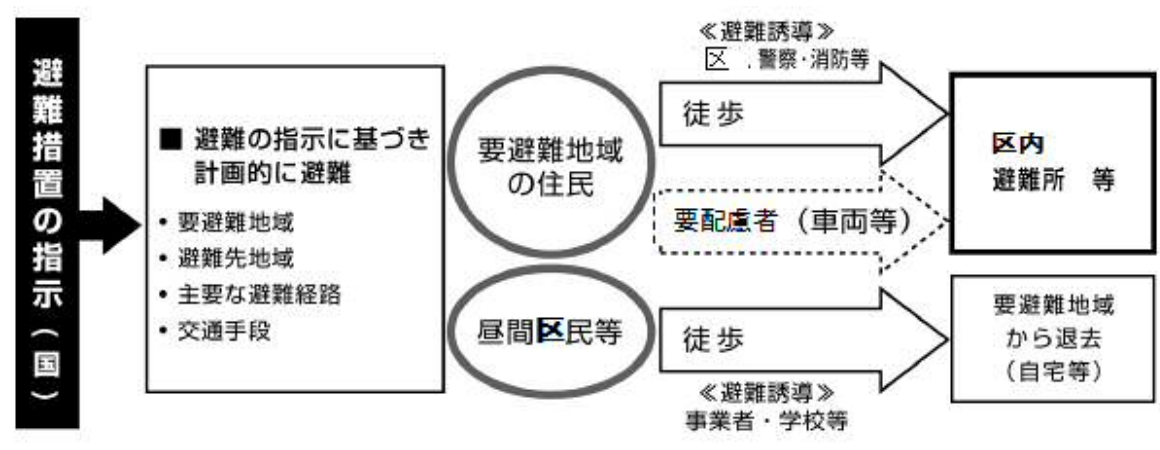 避難措置の指示(国)
■ 避難の指示に基づき
計画的に避難
• 要避難地域
• 避難先地域
• 主要な避難経路
• 交通手段
要避難地域
の住民
昼間区民等
≪避難誘導≫
区 .警察・消防等
徒歩
要配慮者(車両等)
徒歩
≪避難誘導≫
事業者・学校等
区内
避難所 等
要避難地域
から退去
(自宅等)